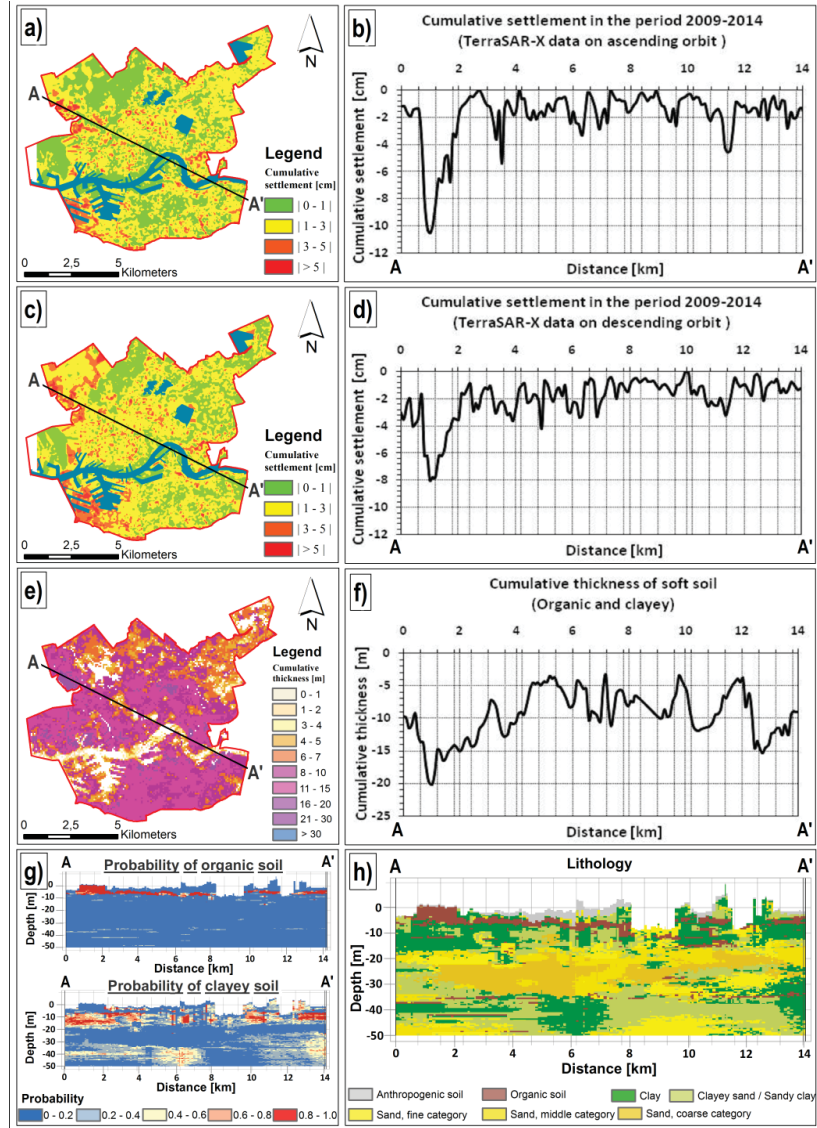 a)
N
A
A'
Legend
Cumulative
settlement [cm]
| 0 - 1 |
| 1 - 3 |
| 3 - 5 |
| > 5 |
0 2,5 5
Kilometers
b)
Cumulative settlement in the period 2009-2014
(TerraSAR-X data on ascending orbit )
0 2 4 6 8 10 12 14
Cumulative settlement [cm]
0
-2
-4
-6
-8
-10
-12
A Distance [km] A'
c)
N
A
A'
Legend
Cumulative
settlement [cm]
| 0 - 1 |
| 1 - 3 |
| 3 - 5 |
| > 5 |
0 2,5 5
Kilometers
d)
Cumulative settlement in the period 2009-2014
(TerraSAR-X data on descending orbit )
0 2 4 6 8 10 12 14
Cumulative settlement [cm]
0
-2
-4
-6
-8
-10
-12
A Distance [km] A'
e)
N
A
A'
Legend
Cumulative
thickness [m]
0 - 1
1 - 2
3 - 4
4 - 5
6 - 7
8 - 10
11 - 15
16 - 20
21 - 30
> 30
0 2,5 5
Kilometers
f)
Cumulative thickness of soft soil
(Organic and clayey)
0 2 4 6 8 10 12 14
Cumulative thickness [m]
0
-5
-10
-15
-20
-25
A Distance [km] A'
g)
A A'
Probability of organic soil
Depth [m]
0
-10
-20
-30
-40
-50
0 2 4 6 8 10 12 14
Distance [km]
Probability of clayey soil
Depth [m]
0
-10
-20
-30
-40
-50
0 2 4 6 8 10 12 14
Distance [km]
Probability
0 - 0.2 0.2 - 0.4 0.4 - 0.6 0.6 - 0.8 0.8 - 1.0
h)
A Lithology A'
Depth [m]
0
-10
-20
-30
-40
-50
0 2 4 6 8 10 12 14
Distance [km]
Anthropogenic soil Organic soil Clay Clayey sand / Sandy clay
Sand, fine category Sand, middle category Sand, coarse category